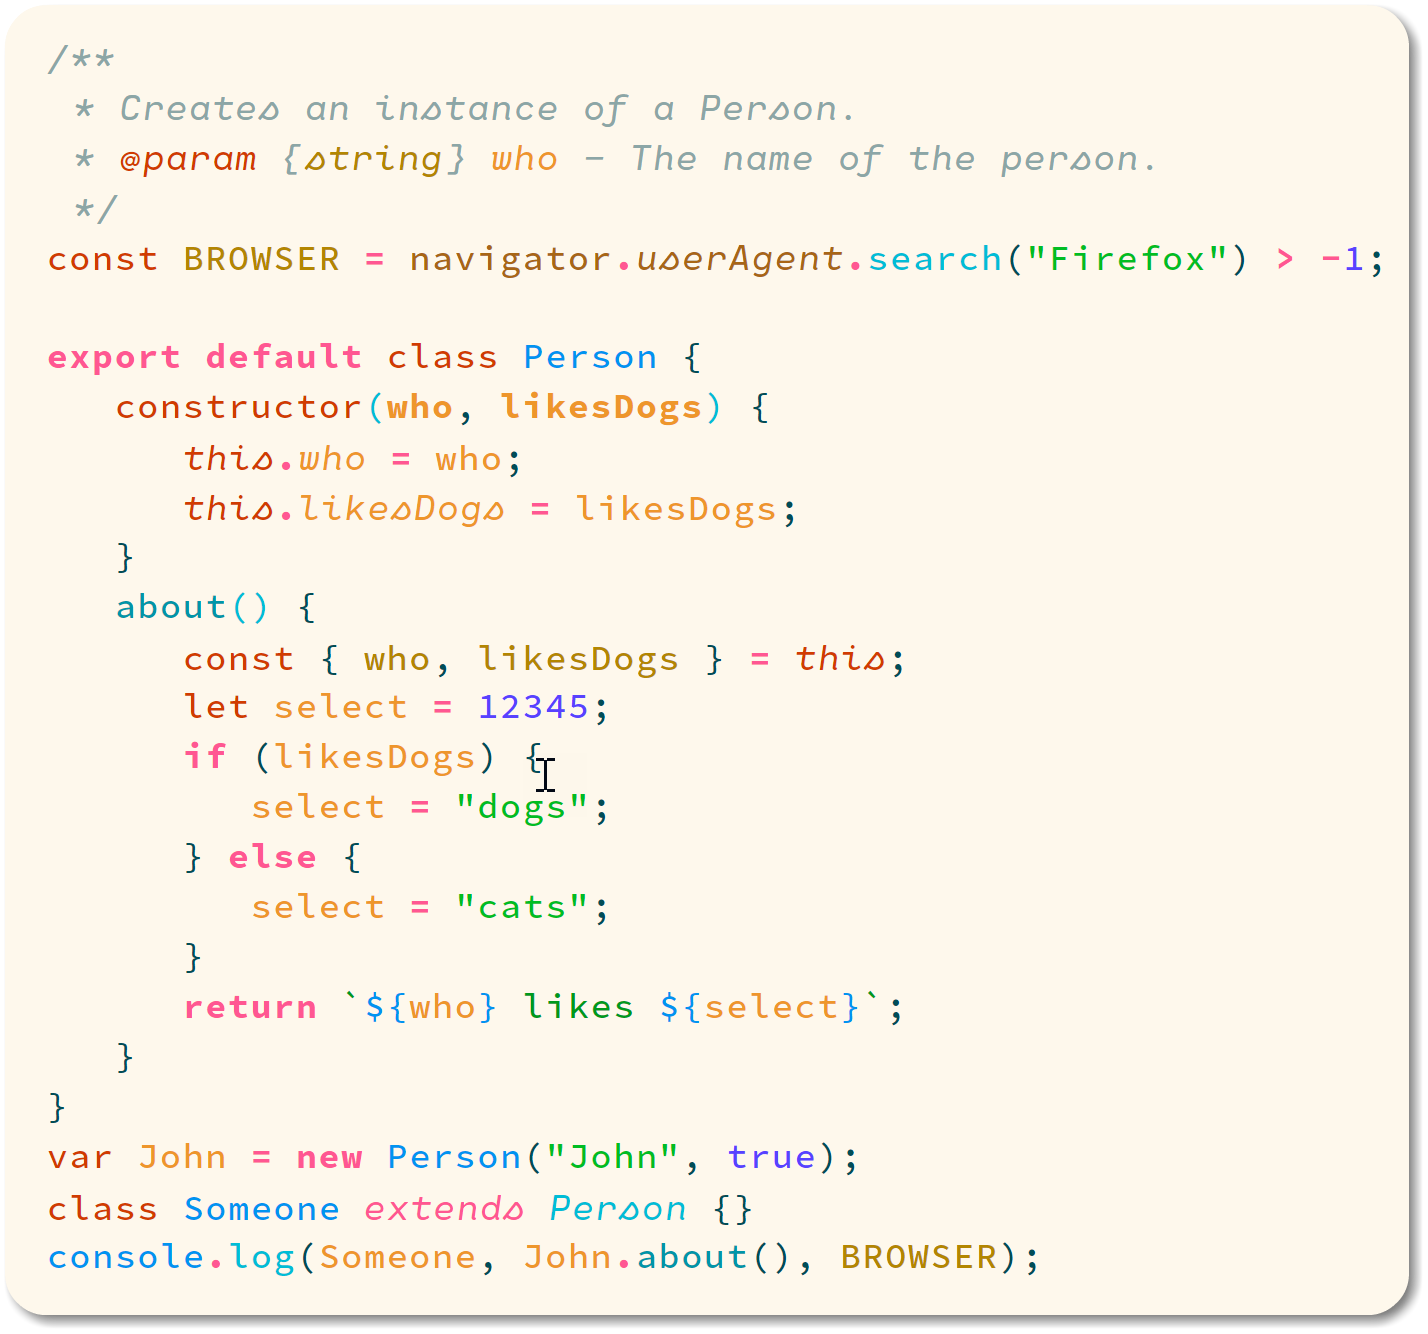 /**
 * Creates an instance of a Person.
 * @param {string} who - The name of the person.
 */
const BROWSER = navigator.userAgent.search("Firefox") > -1;

export default class Person {
   constructor(who, likesDogs) {
      this.who = who;
      this.likesDogs = likesDogs;
   }
   about() {
      const { who, likesDogs } = this;
      let select = 12345;
      if (likesDogs) {
         select = "dogs";
      } else {
         select = "cats";
      }
      return `${who} likes ${select}`;
   }
}
var John = new Person("John", true);
class Someone extends Person {}
console.log(Someone, John.about(), BROWSER);